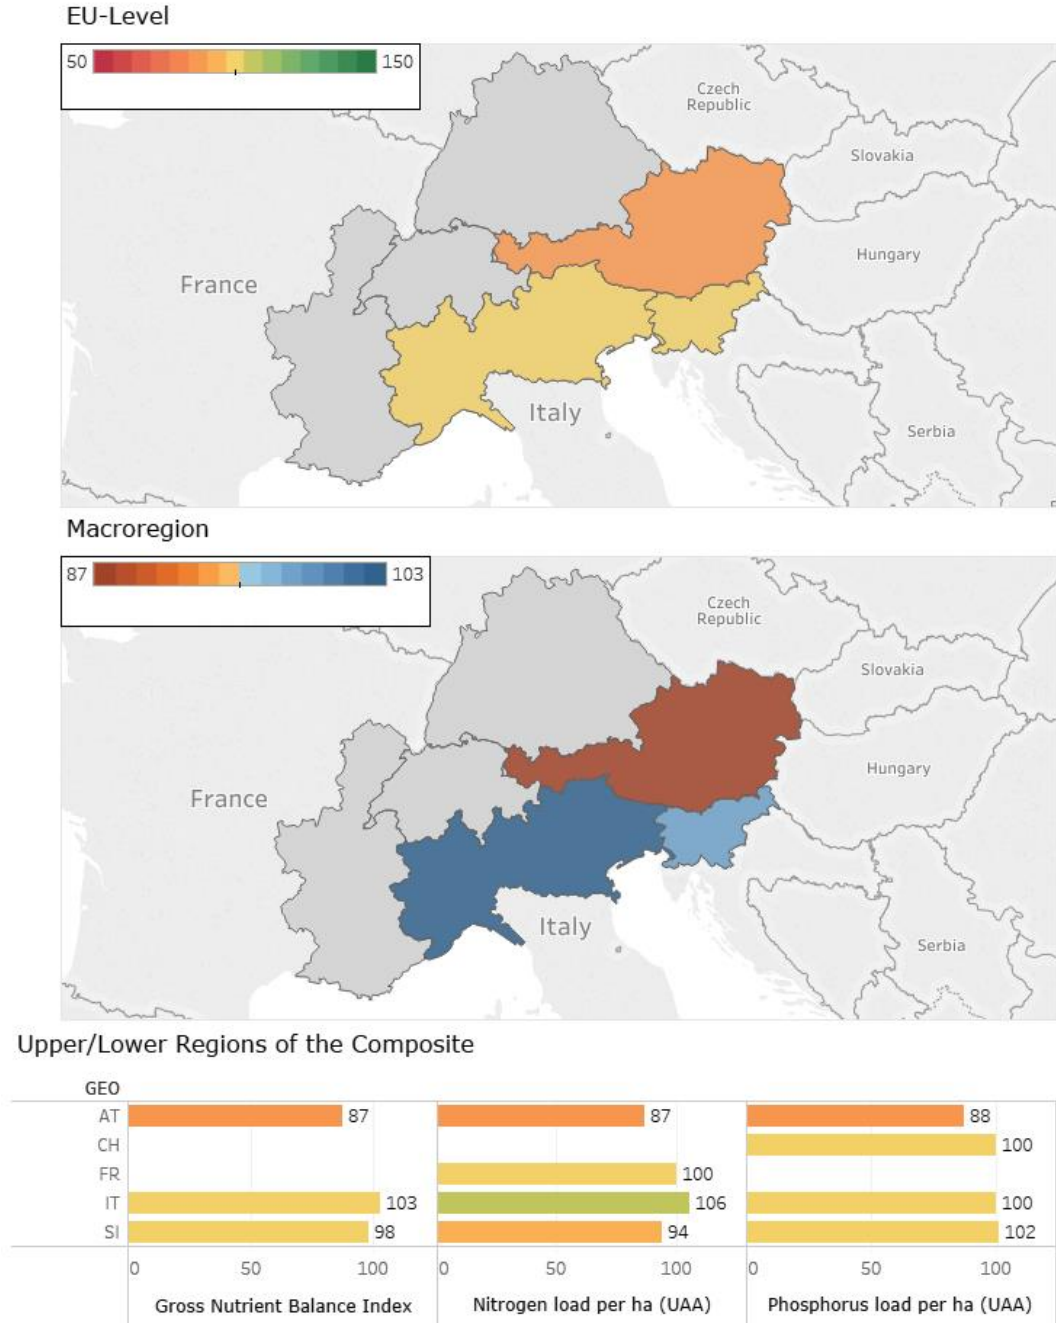 EU-Level
50 150
Czech
Republic
Slovakia
Hungary
France
Italy
Serbia
Macroregion
87 103
Czech
Republic
Slovakia
Hungary
France
Italy
Serbia
Upper/Lower Regions of the Composite
GEO
AT 87 87 88
CH 100
FR 100
IT 103 106 100
SI 98 94 102
0 50 100 0 50 100 0 50 100
Gross Nutrient Balance Index Nitrogen load per ha (UAA) Phosphorus load per ha (UAA)